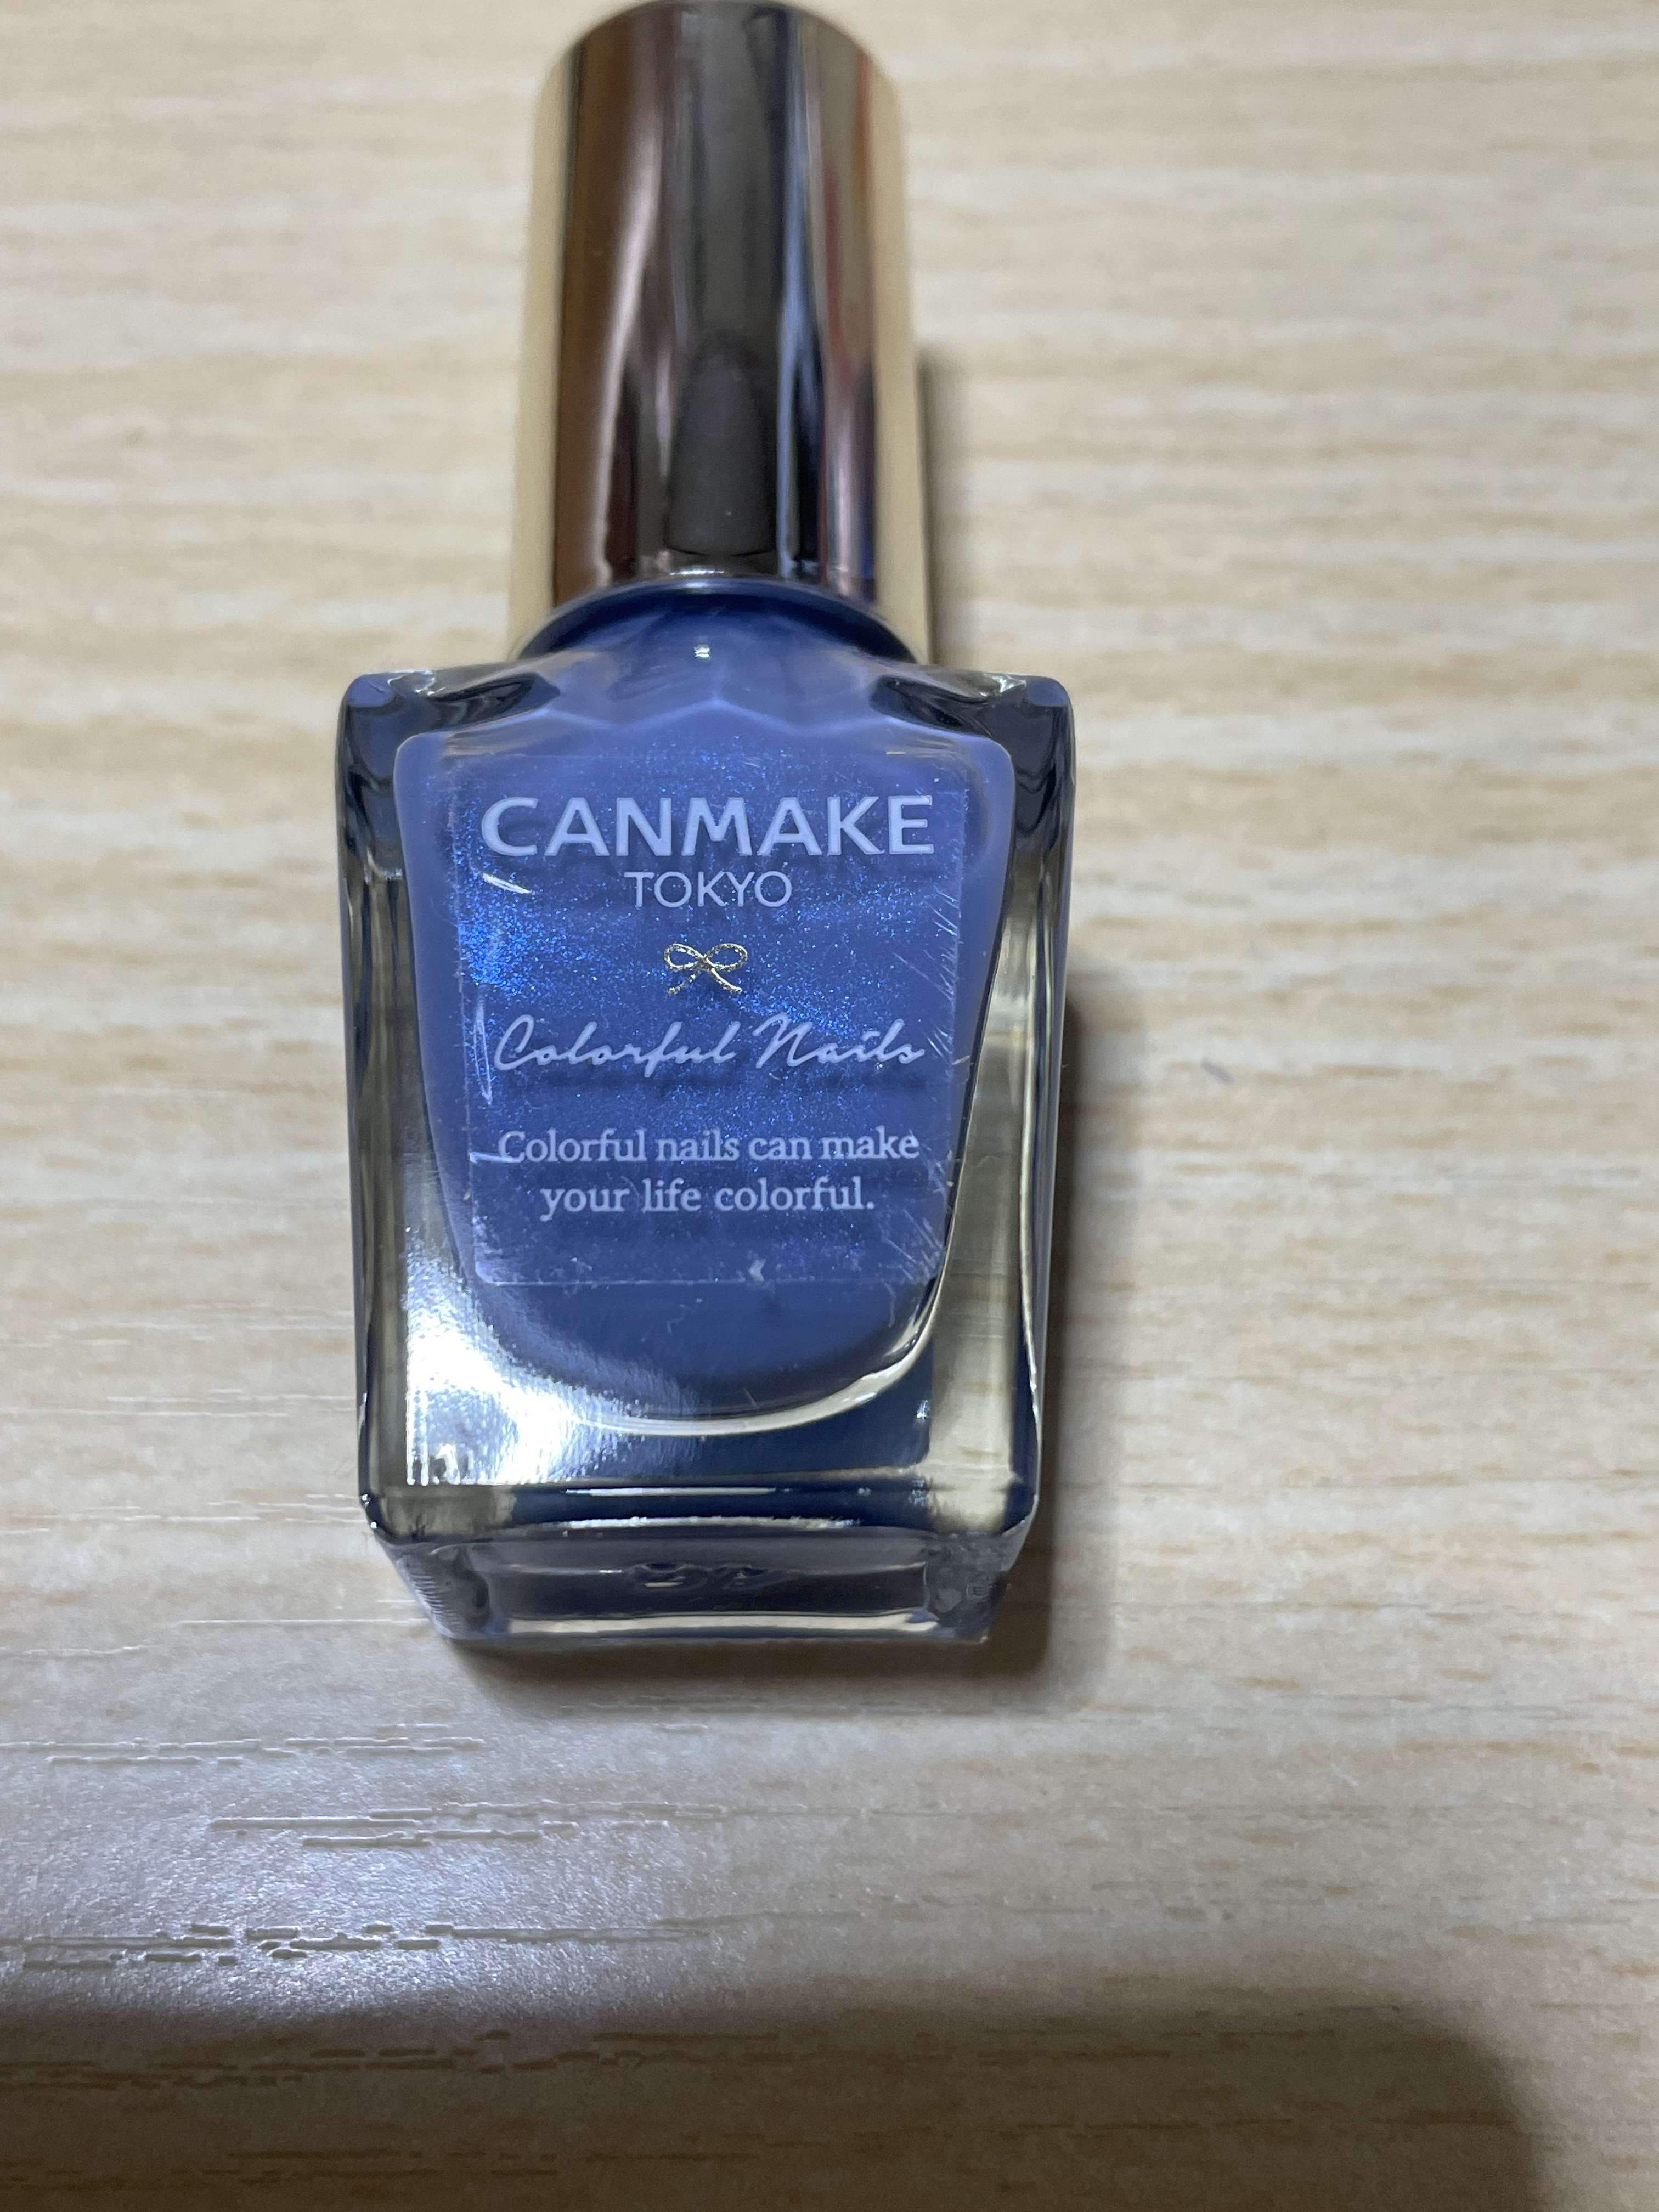 CANMAKE
TOKYO
Colorful Nails
Colorful nails can make
your life colorful.